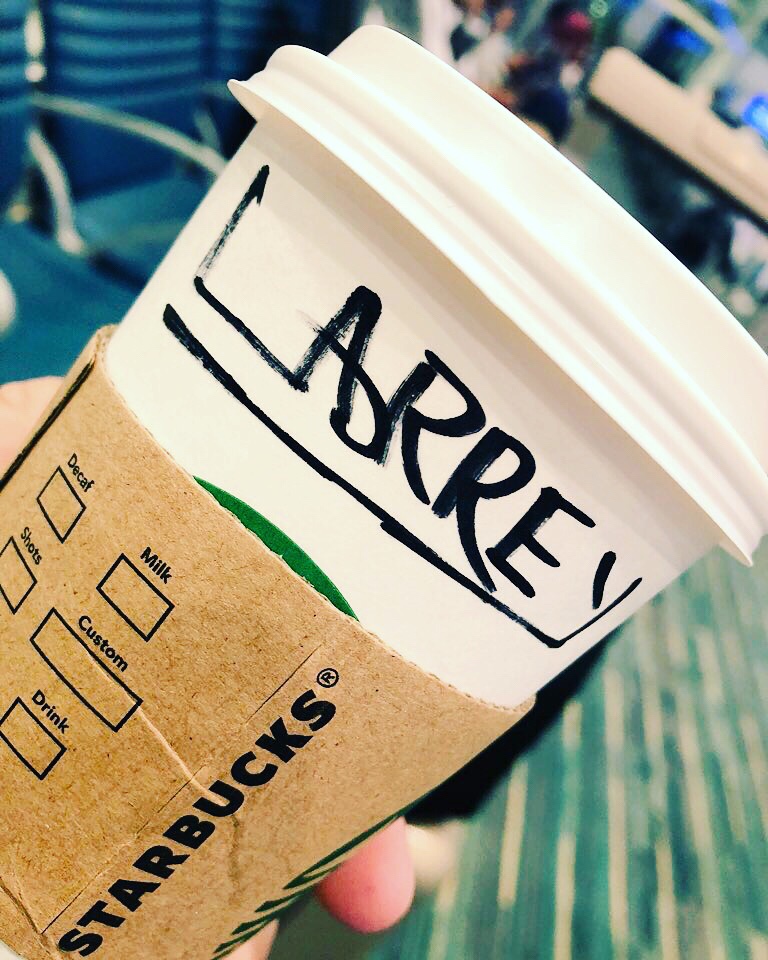 LARREY
Decaf
Shots
Milk
Custom
Drink
STARBUCKS®